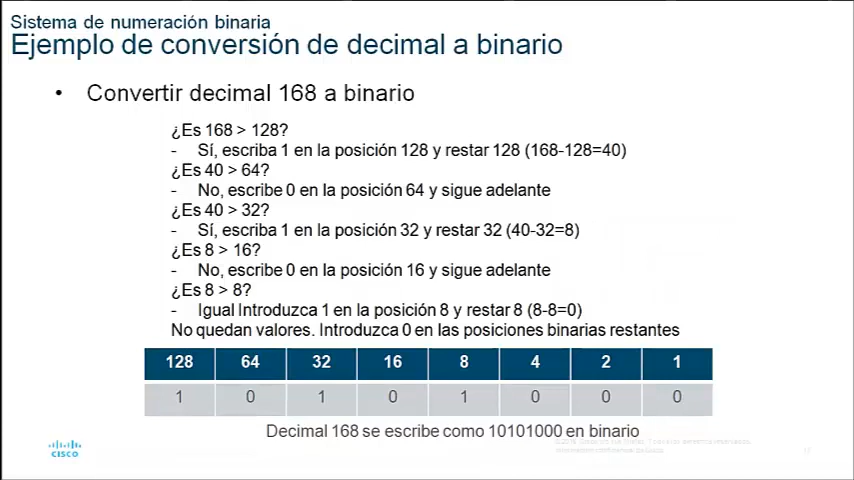 Sistema de numeración binaria
Ejemplo de conversión de decimal a binario
• Convertir decimal 168 a binario
¿Es 168 > 128?
- Sí, escriba 1 en la posición 128 y restar 128 (168-128=40)
¿Es 40 > 64?
- No, escribe 0 en la posición 64 y sigue adelante
¿Es 40 > 32?
- Sí, escriba 1 en la posición 32 y restar 32 (40-32=8)
¿Es 8 > 16?
- No, escribe 0 en la posición 16 y sigue adelante
¿Es 8 > 8?
- Igual Introduzca 1 en la posición 8 y restar 8 (8-8=0)
No quedan valores. Introduzca 0 en las posiciones binarias restantes
128 64 32 16 8 4 2 1
1 0 1 0 1 0 0 0
Decimal 168 se escribe como 10101000 en binario
CISCO